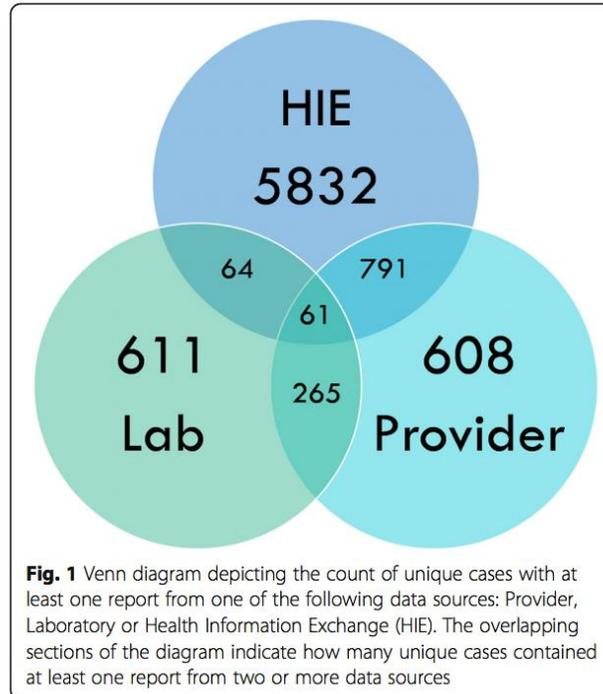 HIE
5832
64
791
61
611
608
265
Lab
Provider
Fig. 1 Venn diagram depicting the count of unique cases with at
least one report from one of the following data sources: Provider,
Laboratory or Health Information Exchange (HIE). The overlapping
sections of the diagram indicate how many unique cases contained
at least one report from two or more data sources